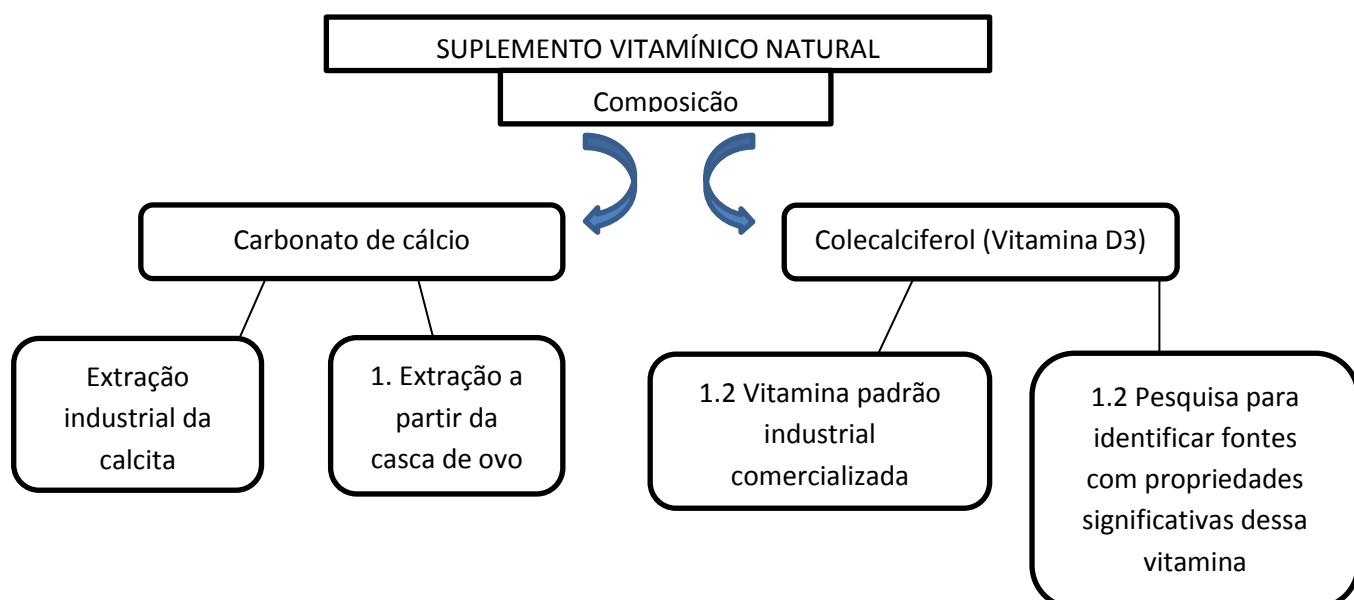 SUPLEMENTO VITAMÍNICO NATURAL
Composição
Carbonato de cálcio
Colecalciferol (Vitamina D3)
Extração
industrial da
calcita
1. Extração a
partir da
casca de ovo
1.2 Vitamina padrão
industrial
comercializada
1.2 Pesquisa para
identificar fontes
com propriedades
significativas dessa
vitamina